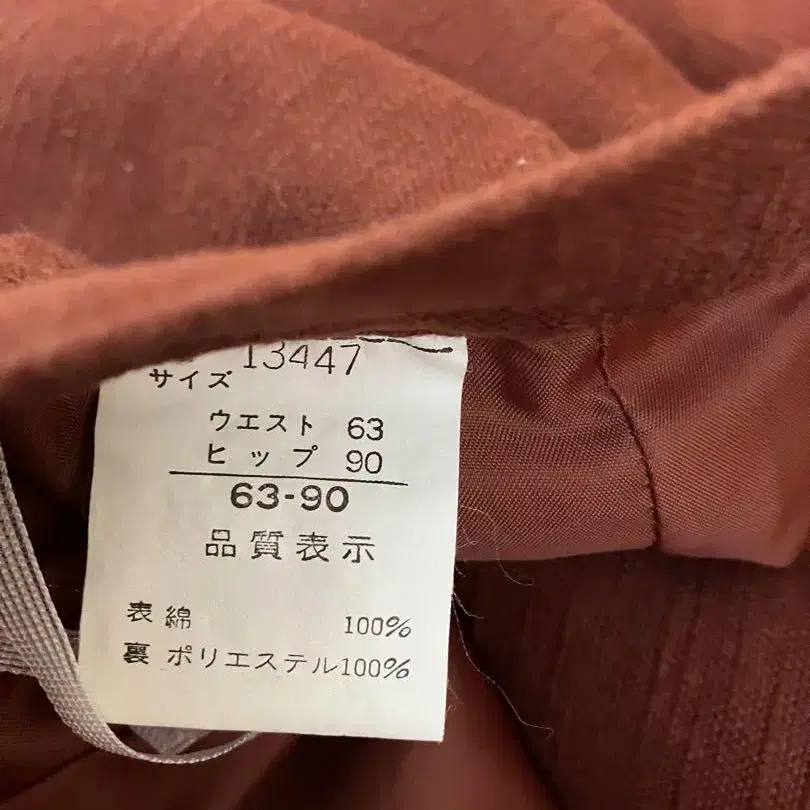 13447
サイズ
ウエスト 63
ヒップ 90
63-90
品質表示
表 綿 100%
裏 ポリエステル100%